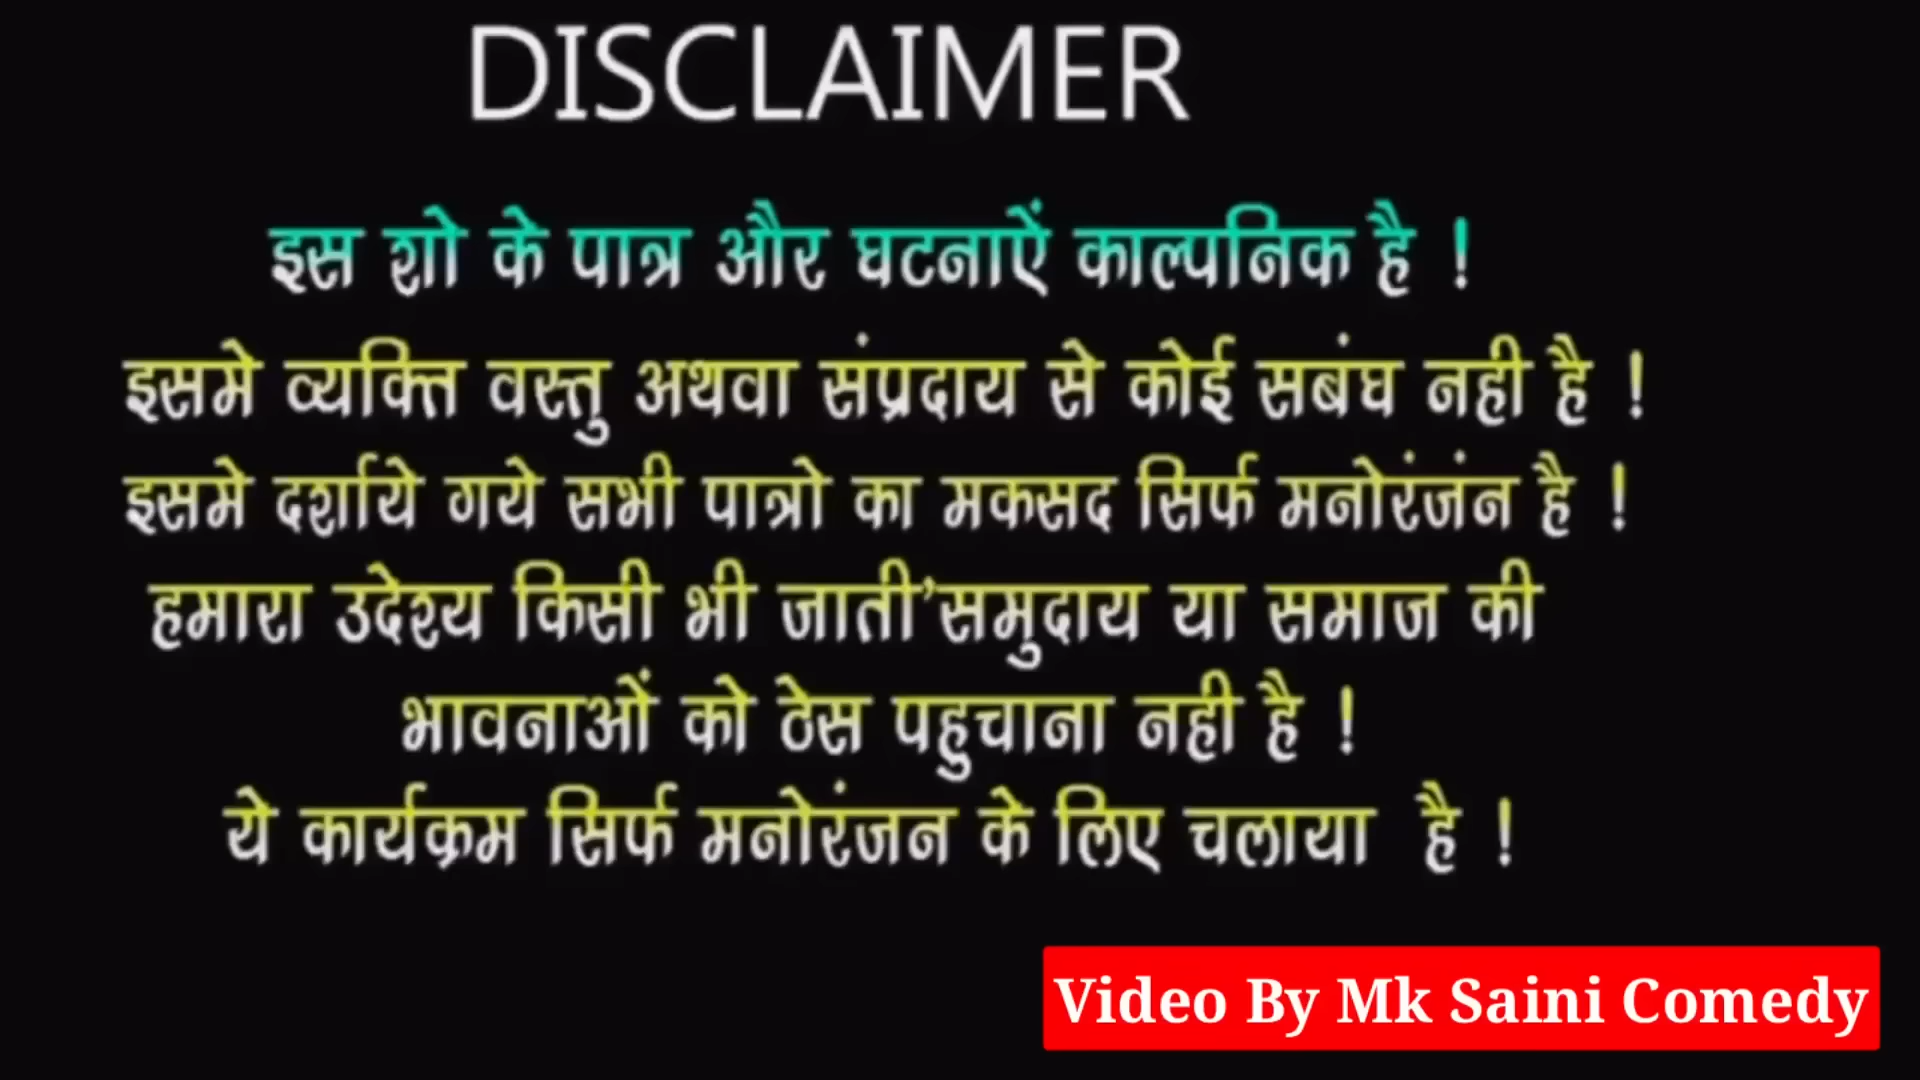 DISCLAIMER
इस शो के पात्र और घटनाऐं काल्पनिक है !
इसमे व्यक्ति वस्तु अथवा संप्रदाय से कोई सबंघ नही है !
इसमे दर्शाये गये सभी पात्रो का मकसद सिर्फ मनोरंजंन है !
हमारा उदेश्य किसी भी जाती’समुदाय या समाज की
भावनाओं को ठेस पहुचाना नही है !
ये कार्यक्रम सिर्फ मनोरंजन के लिए चलाया है !
Video By Mk Saini Comedy